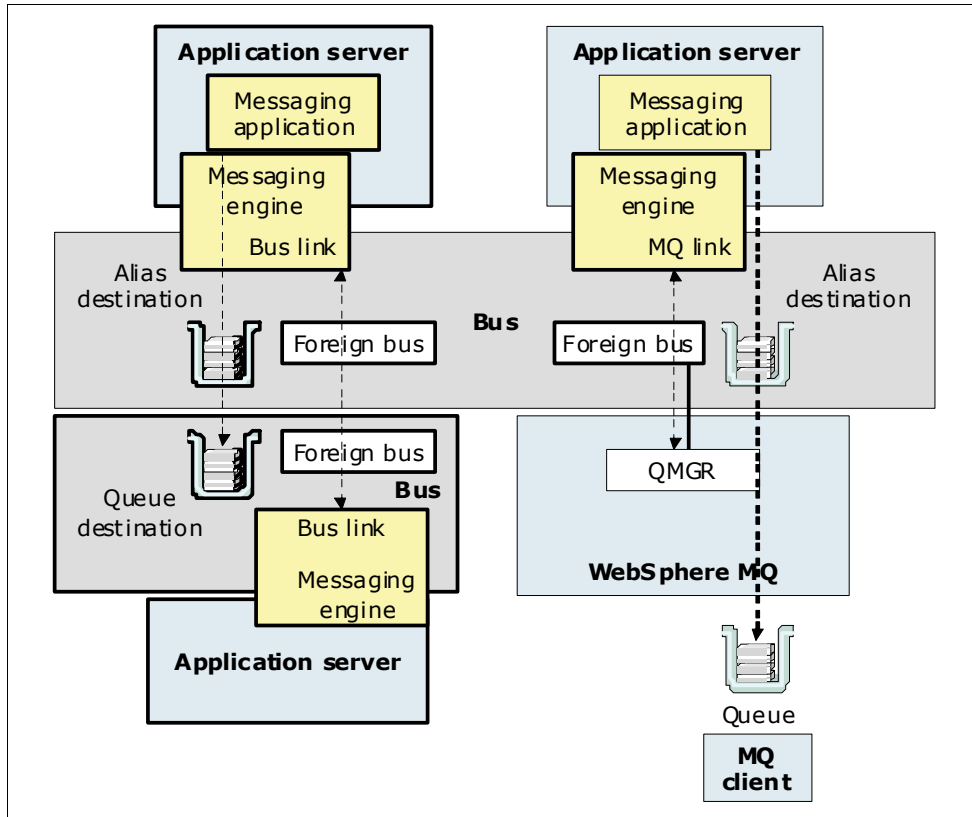 Application server
Messaging
application
Messaging
engine
Bus link
Application server
Messaging
application
Messaging
engine
MQ link
Alias
destination
Foreign bus
Bus
Foreign bus
Alias
destination
Foreign bus
Bus
Queue
destination
Bus link
Messaging
engine
Application server
QMGR
WebSphere MQ
Queue
MQ
client